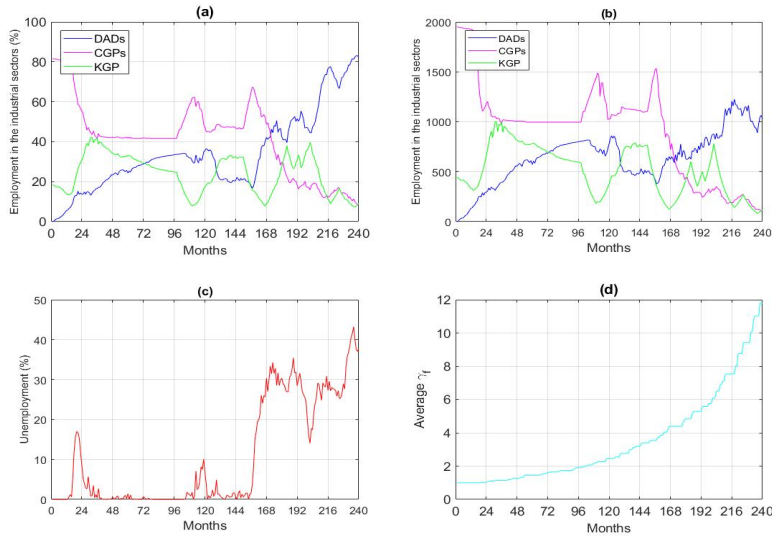 (a)
Employment in the industrial sectors (%)
100
80
60
40
20
0
DADs
CGPs
KGP
0 24 48 72 96 120 144 168 192 216 240
Months
(b)
Employment in the industrial sectors
2000
1500
1000
500
0
DADs
CGPs
KGP
0 24 48 72 96 120 144 168 192 216 240
Months
(c)
Unemployment (%)
50
40
30
20
10
0
0 24 48 72 96 120 144 168 192 216 240
Months
(d)
Average γf
12
10
8
6
4
2
0
0 24 48 72 96 120 144 168 192 216 240
Months